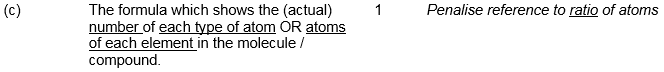 (c) The formula which shows the (actual) 1 Penalise reference to ratio of atoms
number of each type of atom OR atoms
of each element in the molecule /
compound.